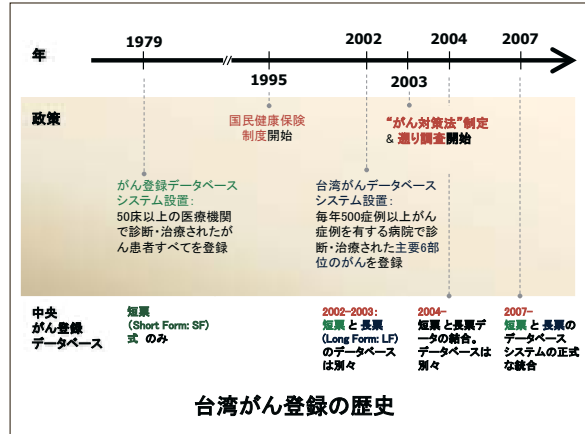 年
1979
2002
2004
2007
1995
2003
政策
国民健康保険
制度開始
“がん対策法”制定
& 遡り調査開始
がん登録データベース
システム設置：
50床以上の医療機関
で診断・治療されたが
ん患者すべてを登録
台湾がんデータベース
システム設置：
毎年500症例以上がん
症例を有する病院で診
断・治療された主要6部
位のがんを登録
中央
がん登録
データベース
短票
（Short Form: SF）
式 のみ
2002-2003:
短票 と 長票
(Long Form: LF)
のデータベース
は別々
2004-
短票 と長票デー
タの結合。
データベースは
別々
2007-
短票 と 長票の
データベース
システムの正式
な統合
台湾がん登録の歴史